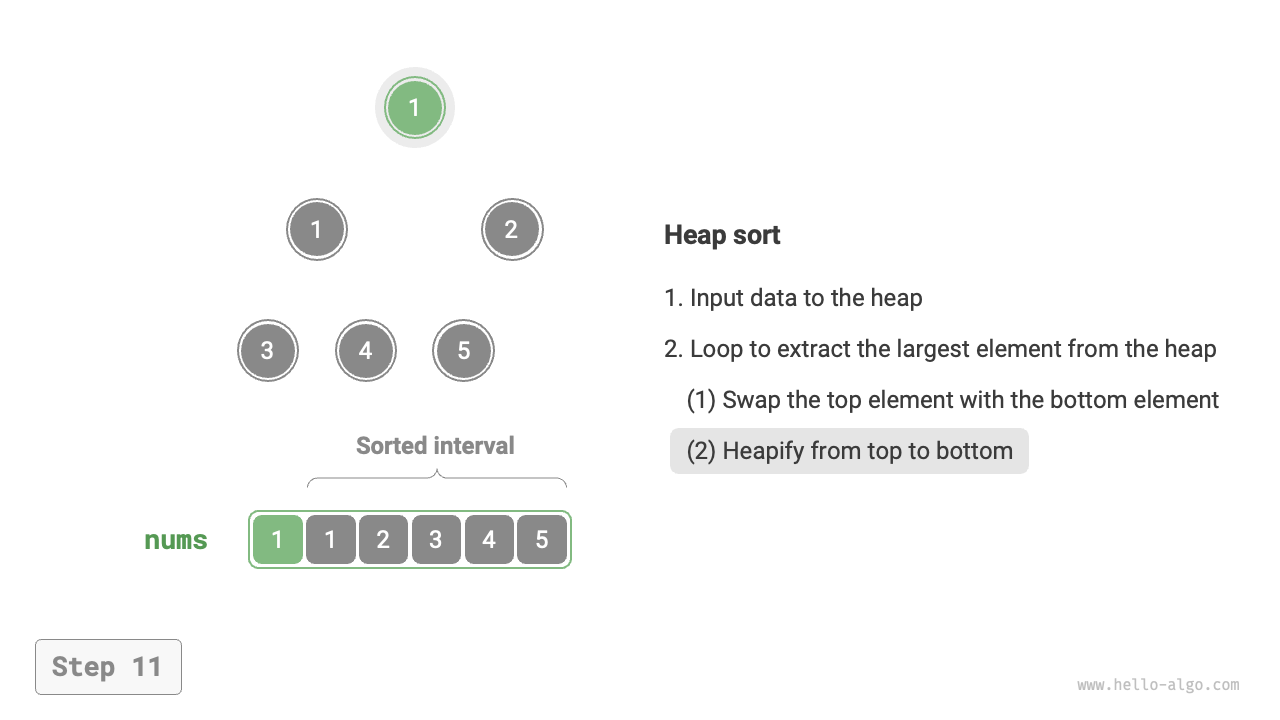 1
1 2
3 4 5
Heap sort
1. Input data to the heap
2. Loop to extract the largest element from the heap
(1) Swap the top element with the bottom element
(2) Heapify from top to bottom
Sorted interval
nums 1 1 2 3 4 5
Step 11
www.hello-algo.com